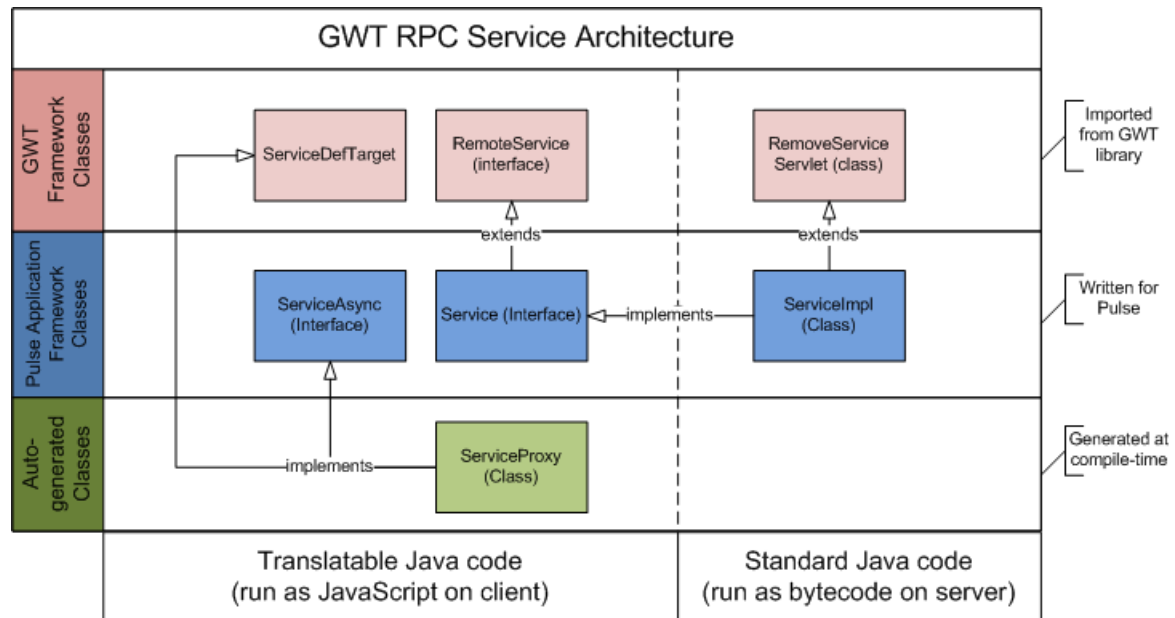 GWT RPC Service Architecture
GWT
Framework
Classes
ServiceDefTarget
RemoteService
(interface)
RemoveService
Servlet (class)
Imported
from GWT
library
extends
extends
Pulse Application
Framework
Classes
ServiceAsync
(Interface)
Service (Interface)
implements
ServiceImpl
(Class)
Written for
Pulse
Auto-
generated
Classes
implements
ServiceProxy
(Class)
Generated at
compile-time
Translatable Java code
(run as JavaScript on client)
Standard Java code
(run as bytecode on server)